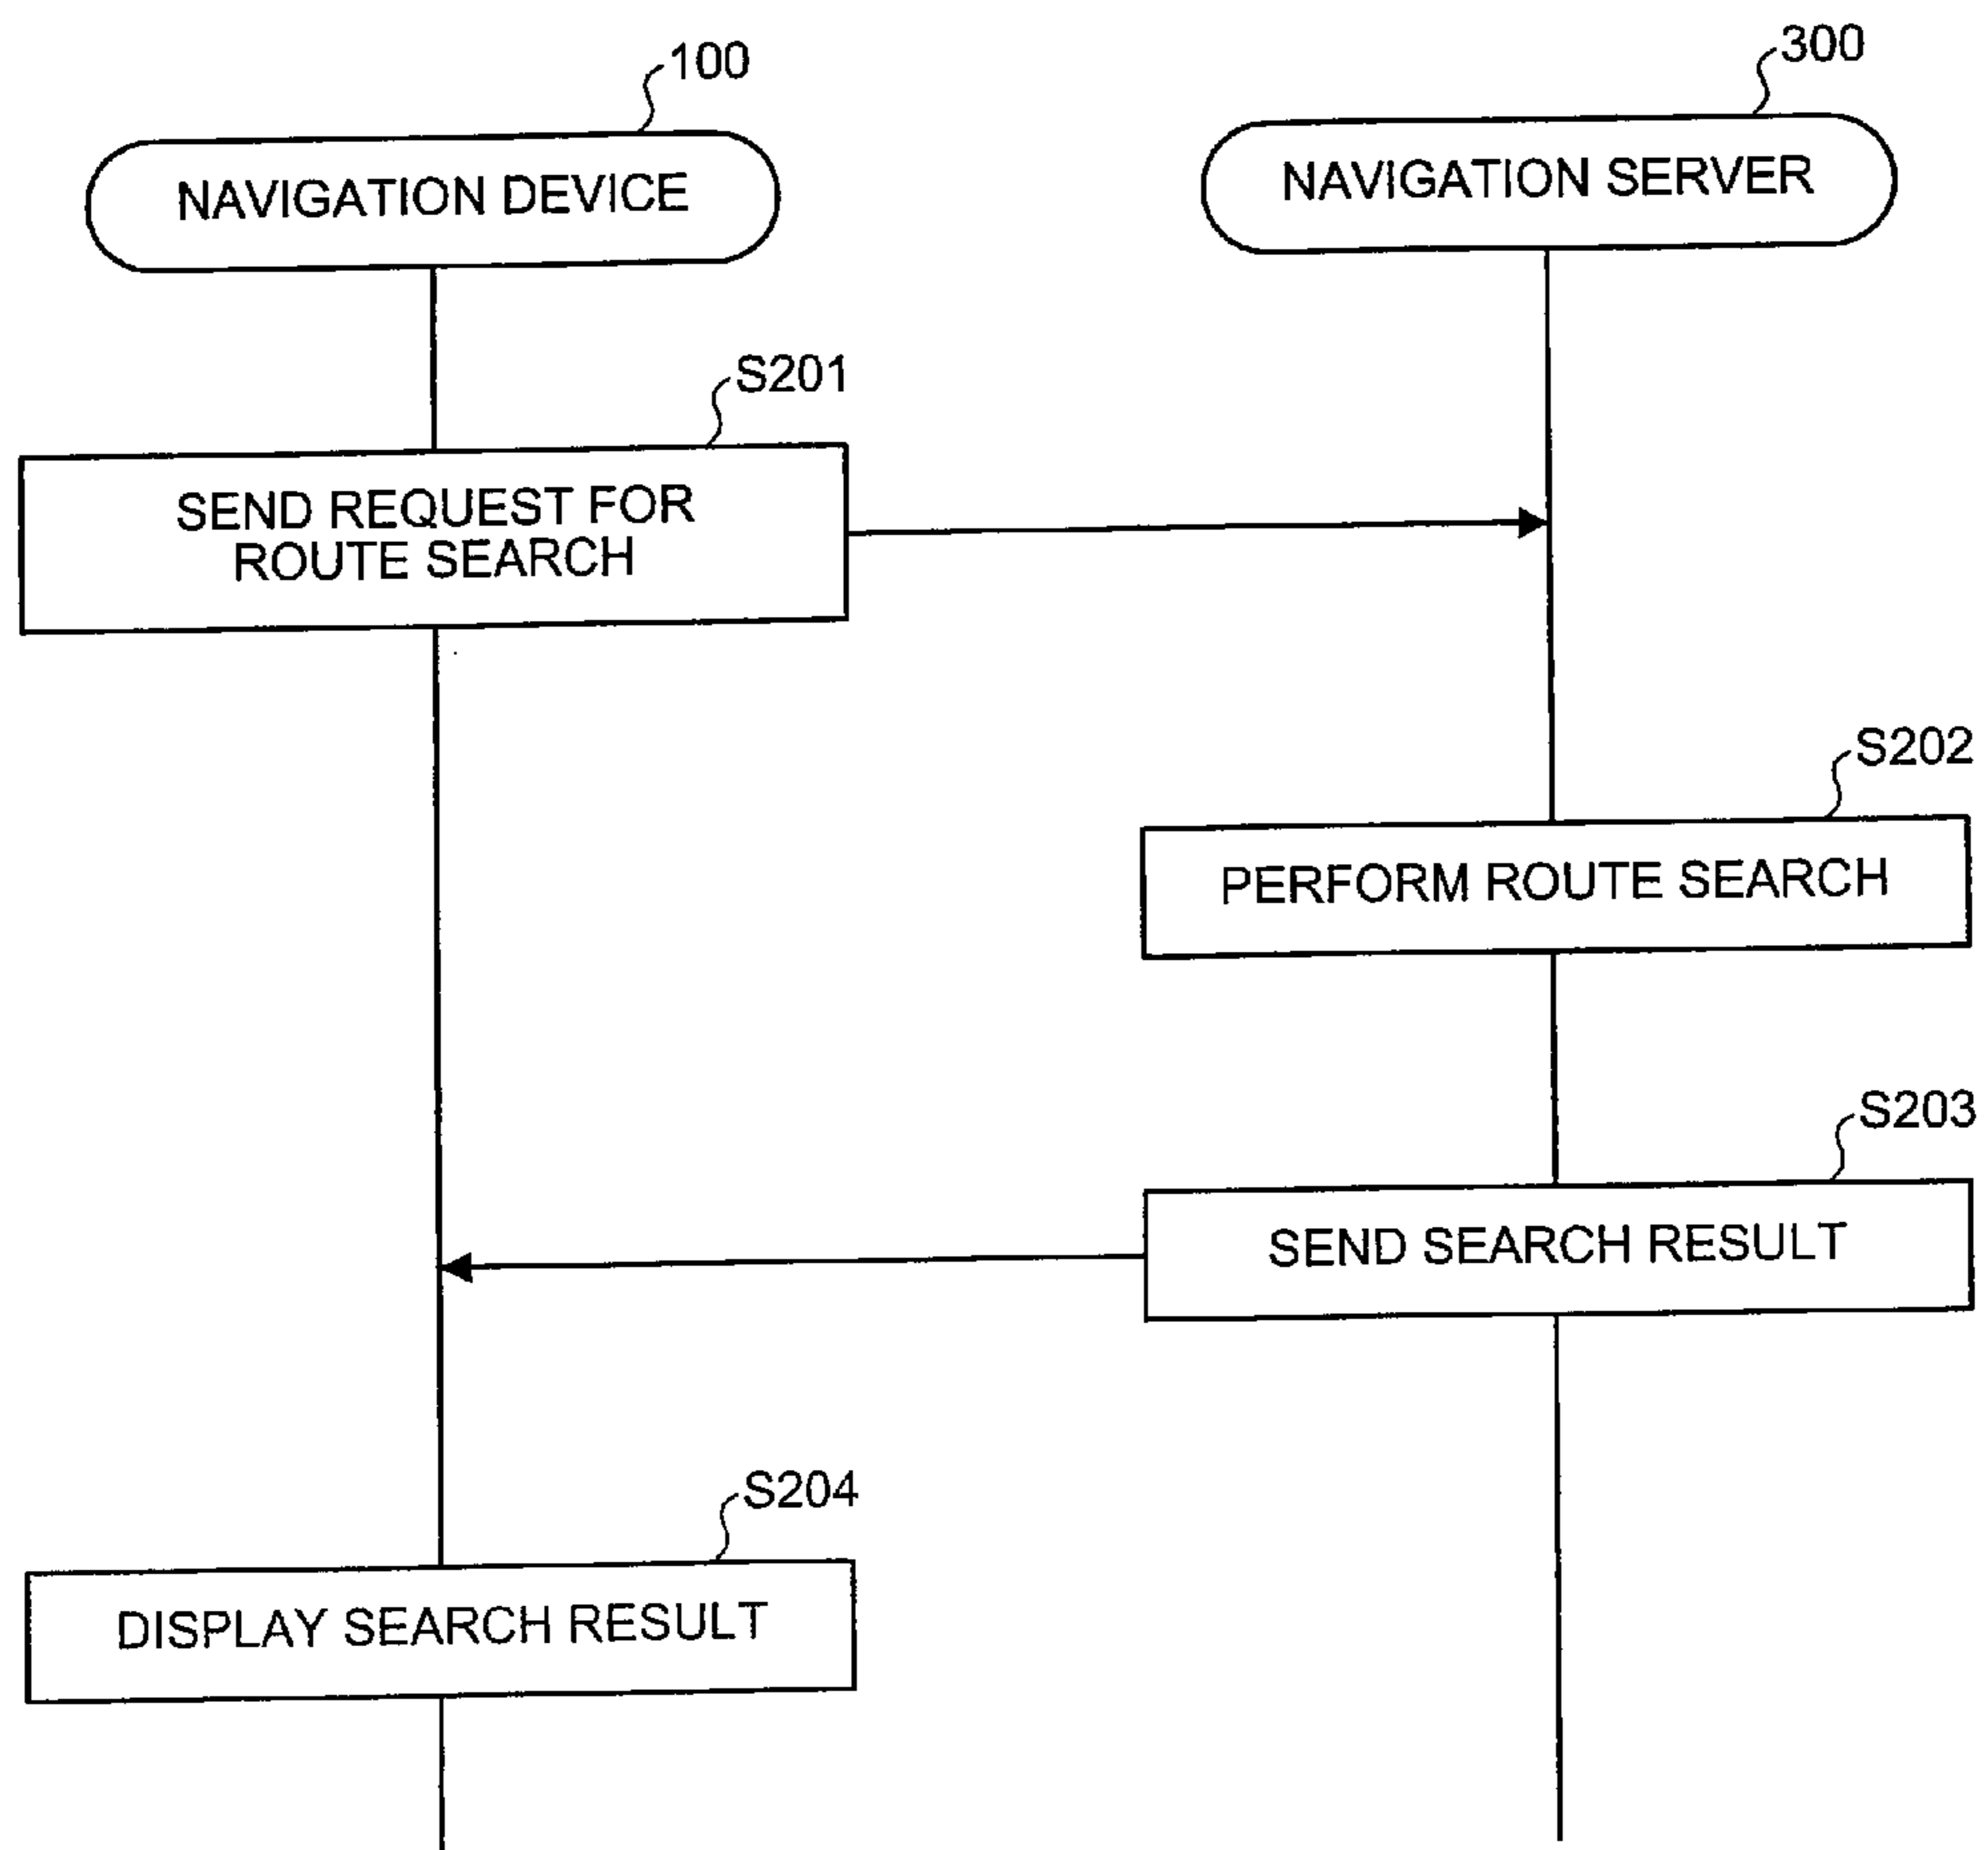 100
300
NAVIGATION DEVICE
NAVIGATION SERVER
S201
SEND REQUEST FOR
ROUTE SEARCH
S202
PERFORM ROUTE SEARCH
S203
SEND SEARCH RESULT
S204
DISPLAY SEARCH RESULT